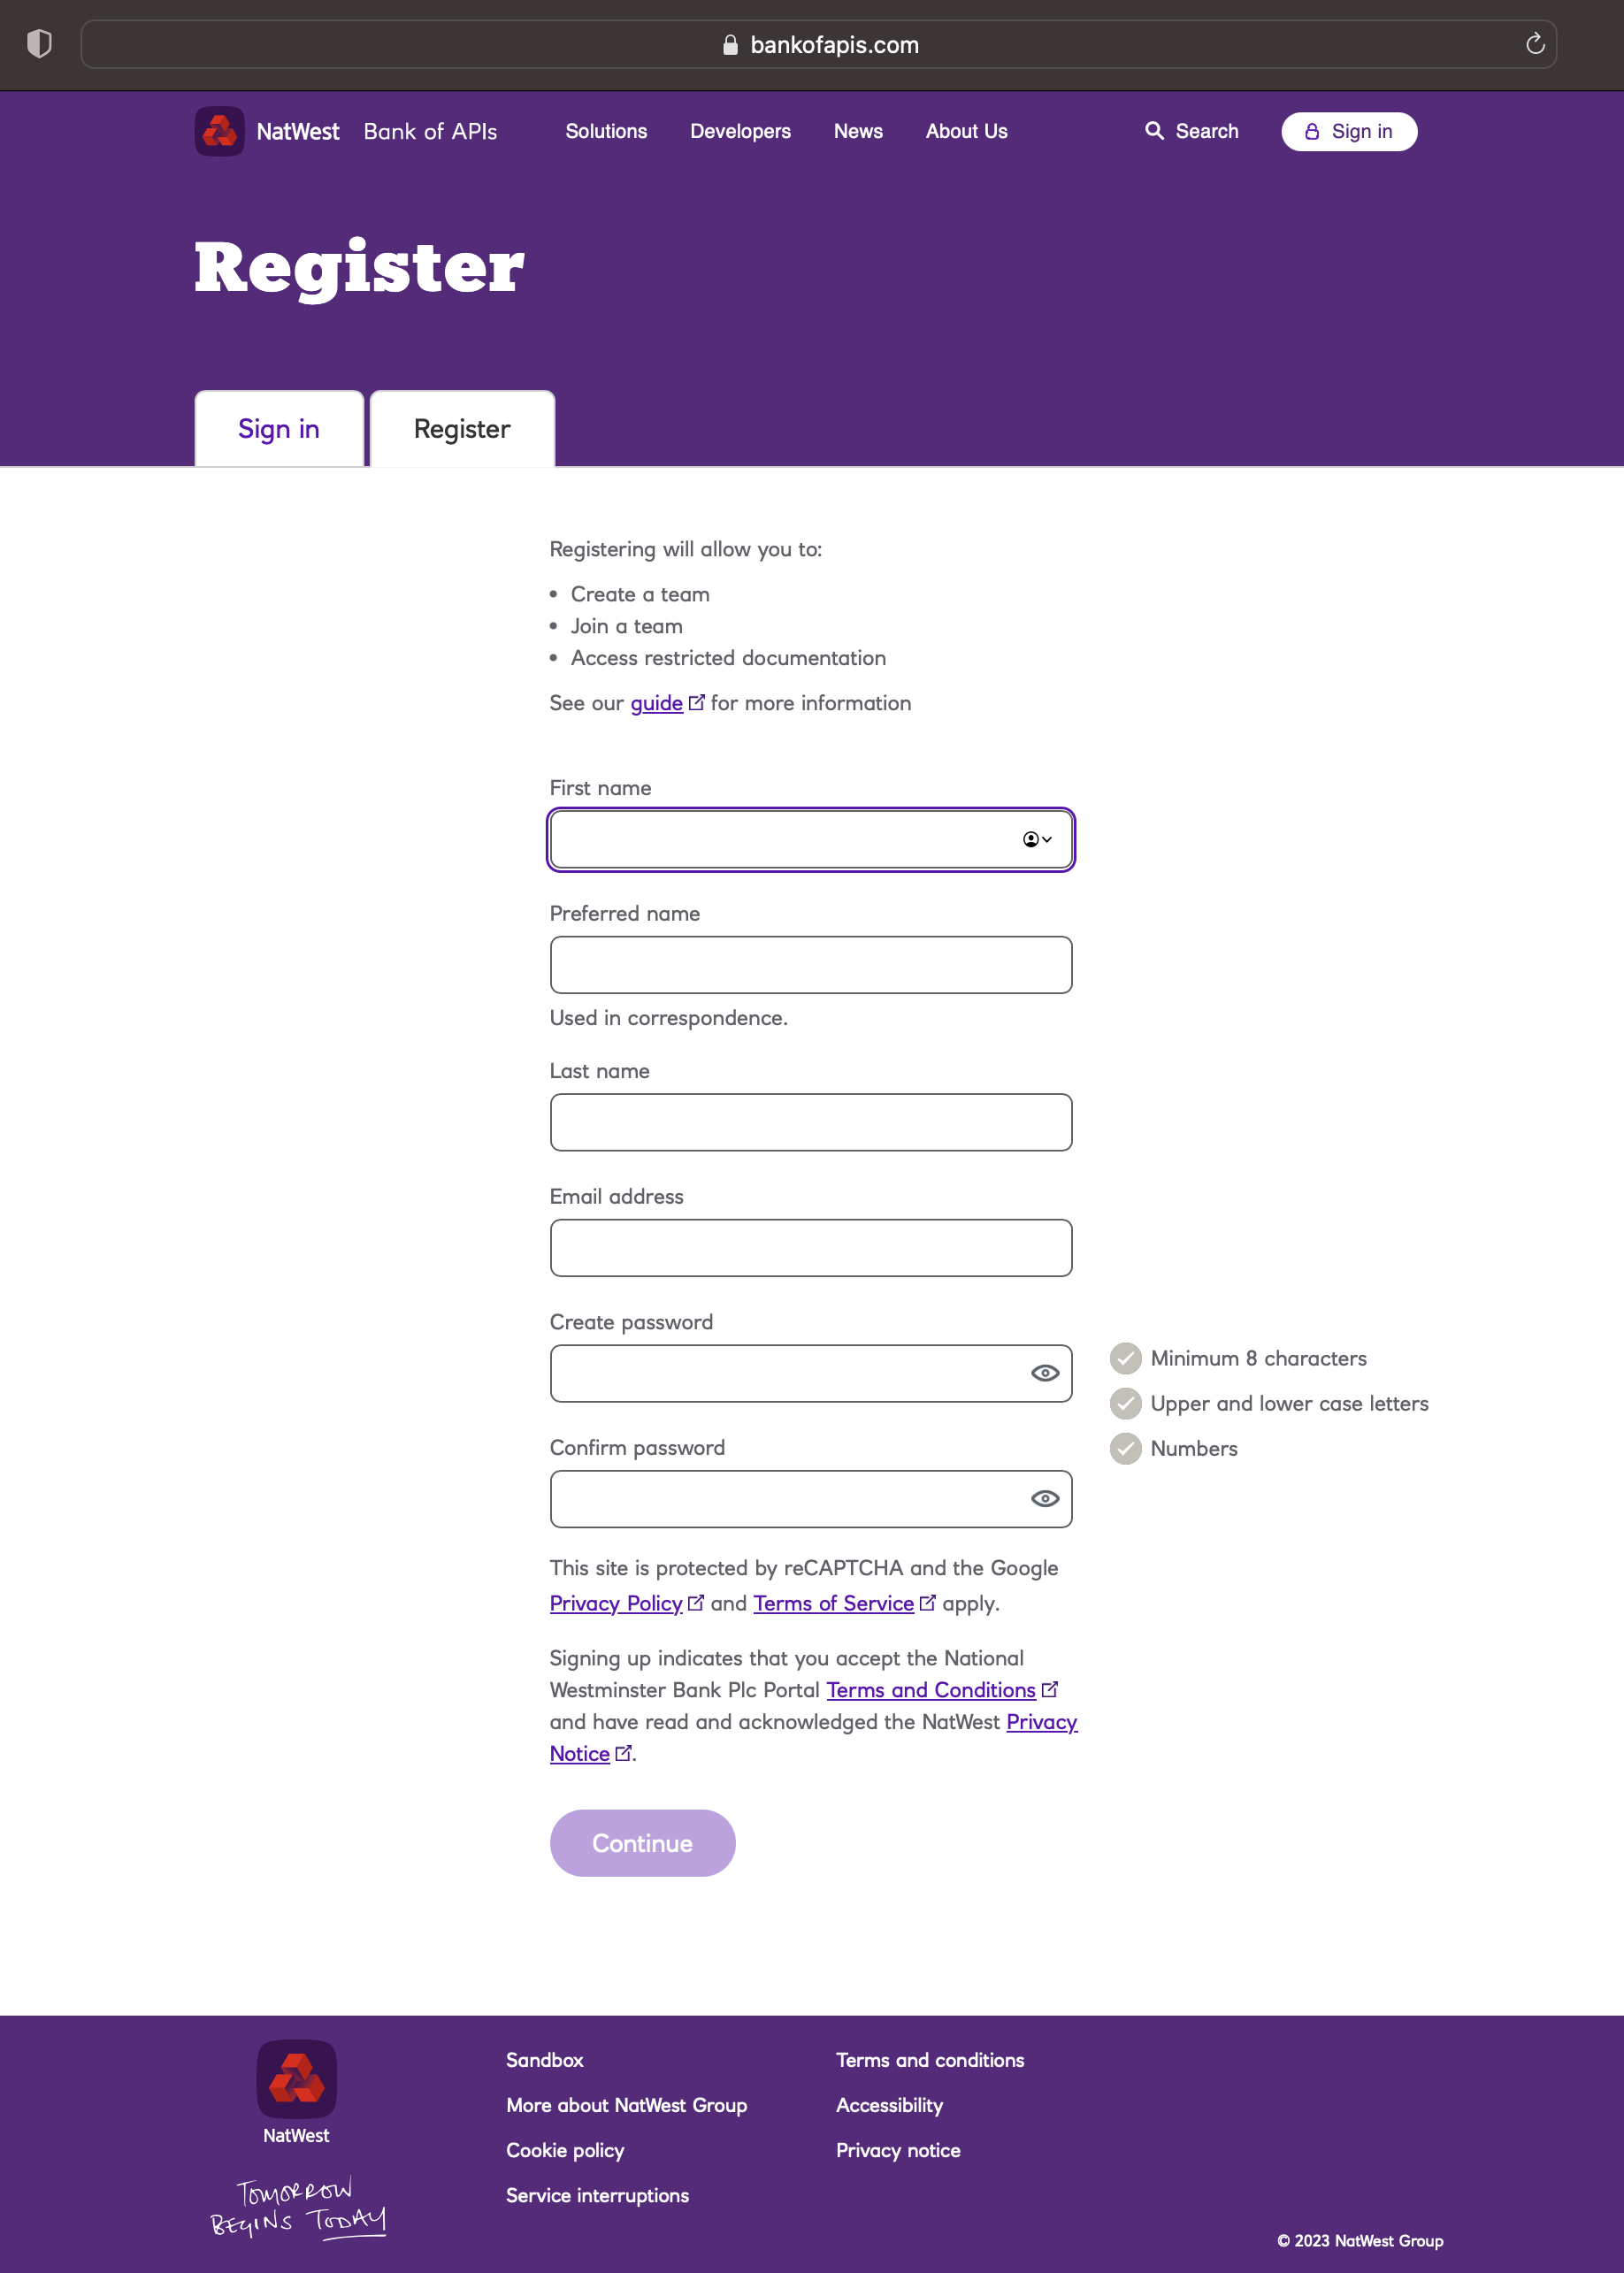 bankofapis.com
NatWest Bank of APIs Solutions Developers News About Us Search Sign in
Register
Sign in Register
Registering will allow you to:
• Create a team
• Join a team
• Access restricted documentation
See our guide for more information
First name
Preferred name
Used in correspondence.
Last name
Email address
Create password
Minimum 8 characters
Upper and lower case letters
Confirm password
Numbers
This site is protected by reCAPTCHA and the Google
Privacy Policy and Terms of Service apply.
Signing up indicates that you accept the National
Westminster Bank Plc Portal Terms and Conditions
and have read and acknowledged the NatWest Privacy
Notice.
Continue
NatWest
TOMORROW
BEGINS TODAY
Sandbox
More about NatWest Group
Cookie policy
Service interruptions
Terms and conditions
Accessibility
Privacy notice
© 2023 NatWest Group